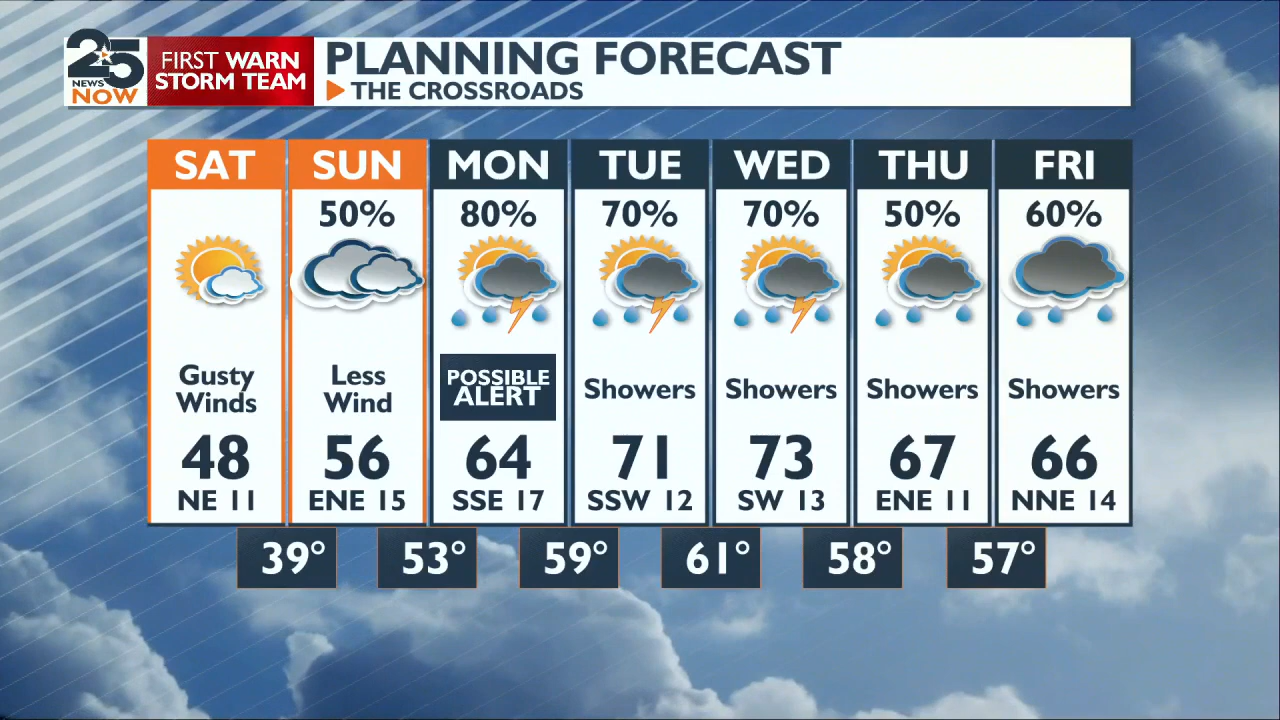 25
NEWS
NOW
FIRST WARN
STORM TEAM
PLANNING FORECAST
THE CROSSROADS
SAT SUN MON TUE WED THU FRI
50% 80% 70% 70% 50% 60%
Gusty
Winds
Less
Wind
POSSIBLE
ALERT
Showers
Showers
Showers
Showers
48 56 64 71 73 67 66
NE 11 ENE 15 SSE 17 SSW 12 SW 13 ENE 11 NNE 14
39° 53° 59° 61° 58° 57°